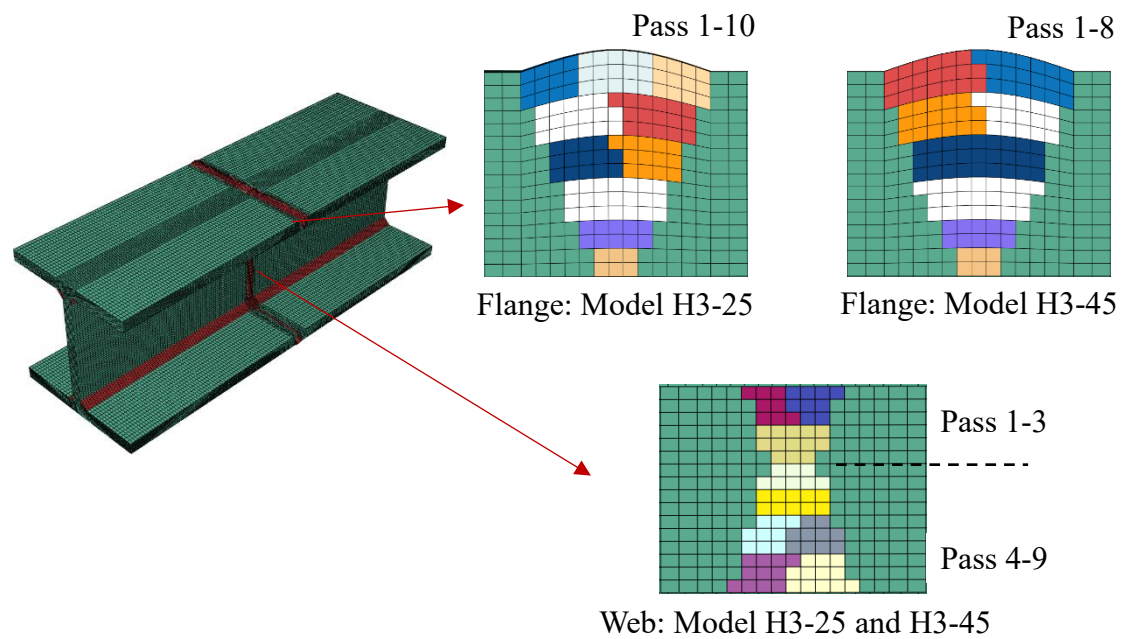 Pass 1-10
Pass 1-8
Flange: Model H3-25
Flange: Model H3-45
Pass 1-3
Pass 4-9
Web: Model H3-25 and H3-45